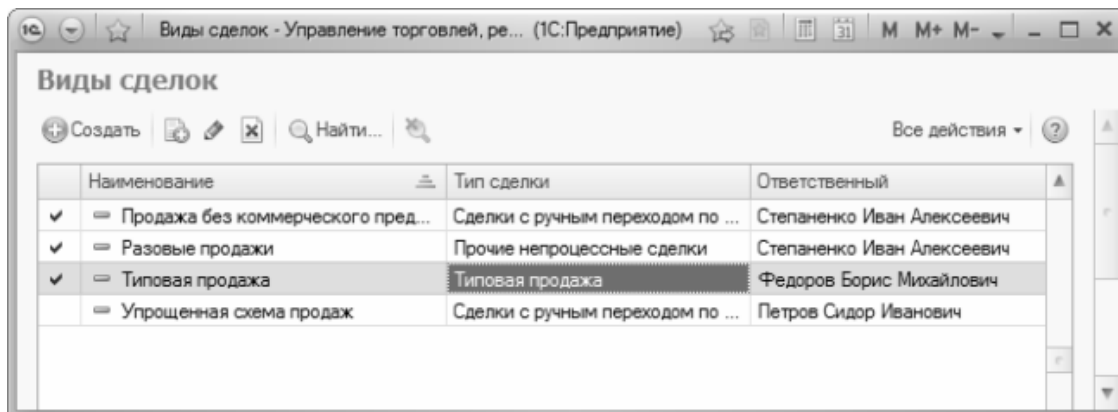 1С Виды сделок - Управление торговлей, ре... (1С:Предприятие) 31 M M+ M-
Виды сделок
Создать Найти... Все действия ?
Наименование Тип сделки Ответственный
Продажа без коммерческого пред... Сделки с ручным переходом по ... Степаненко Иван Алексеевич
Разовые продажи Прочие непроцессные сделки Степаненко Иван Алексеевич
Типовая продажа Типовая продажа Федоров Борис Михайлович
Упрощенная схема продаж Сделки с ручным переходом по ... Петров Сидор Иванович